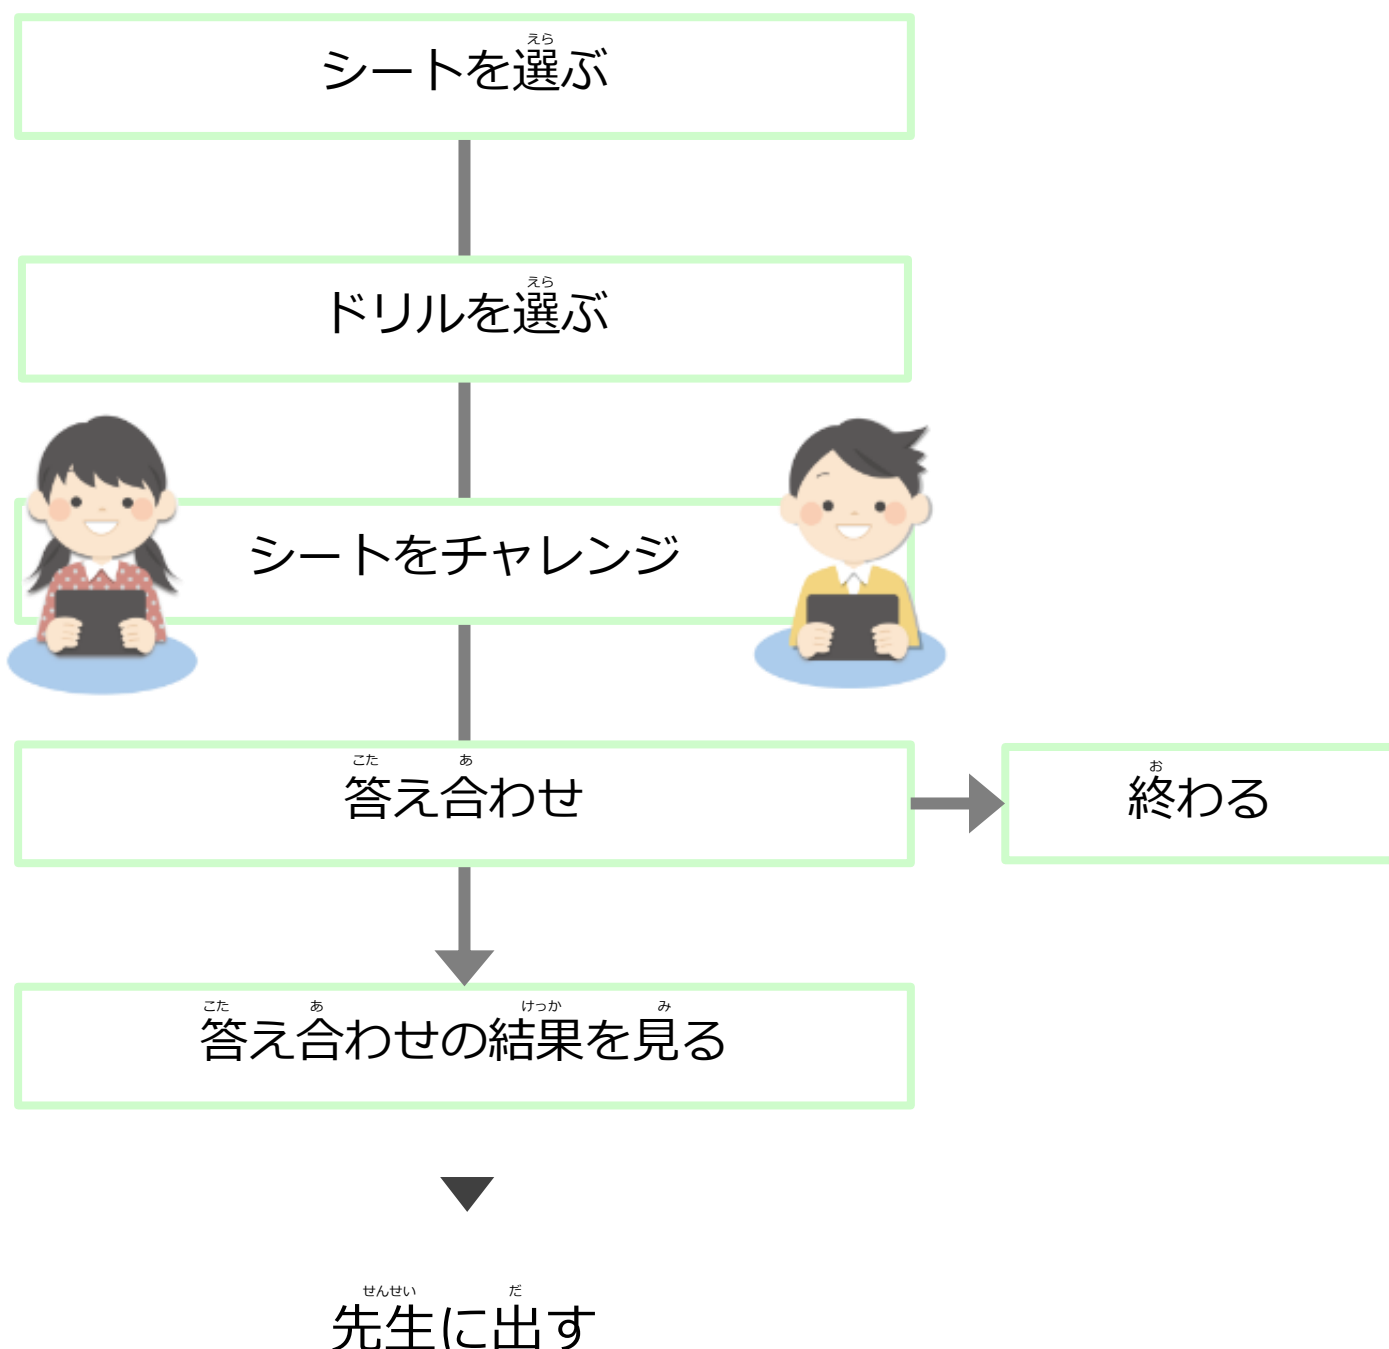 シートを選ぶ
えら
ドリルを選ぶ
えら
シートをチャレンジ
こた あ
答え合わせ
お
終わる
こた あ けっか み
答え合わせの結果を見る
せんせい だ
先生に出す